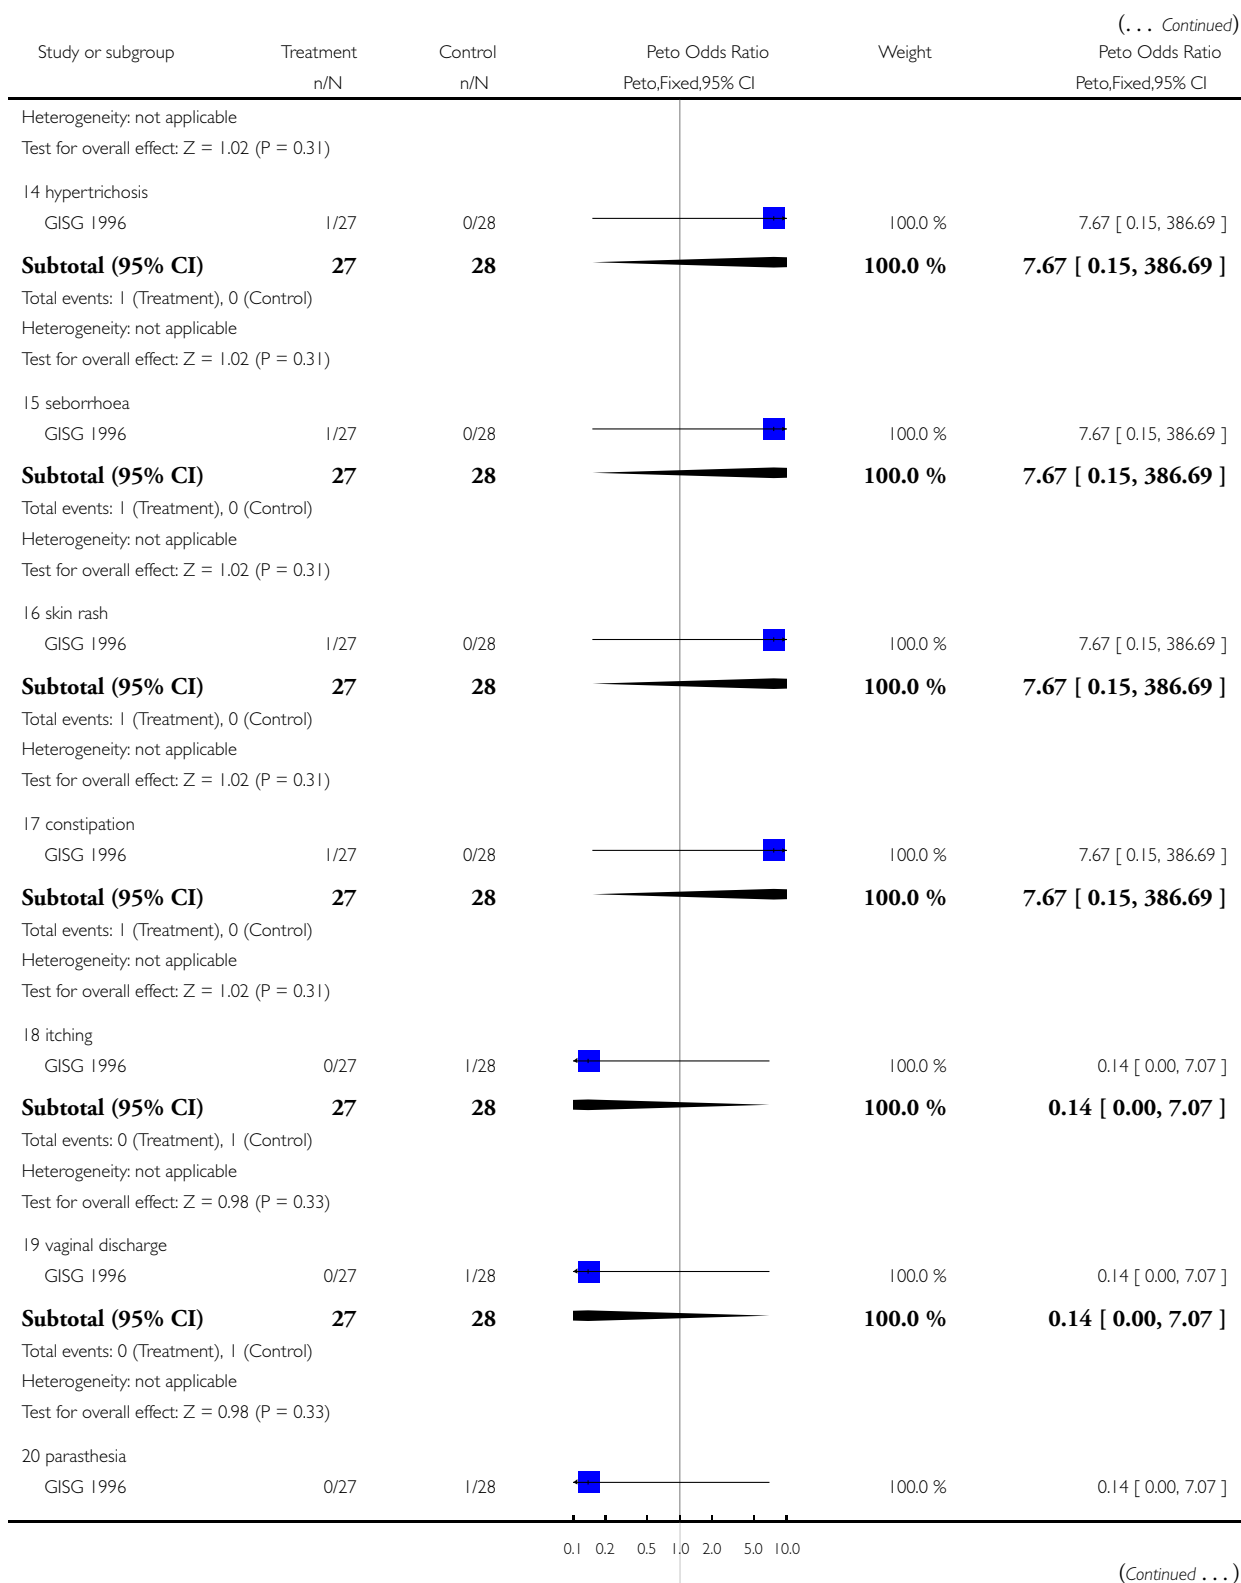 (... Continued)
Study or subgroup Treatment Control Peto Odds Ratio Weight Peto Odds Ratio
n/N n/N Peto,Fixed,95% CI Peto,Fixed,95% CI
Heterogeneity: not applicable
Test for overall effect: Z = 1.02 (P = 0.31)
14 hypertrichosis
GISG 1996 1/27 0/28 100.0 % 7.67 [ 0.15, 386.69 ]
Subtotal (95% CI) 27 28 100.0 % 7.67 [ 0.15, 386.69 ]
Total events: 1 (Treatment), 0 (Control)
Heterogeneity: not applicable
Test for overall effect: Z = 1.02 (P = 0.31)
15 seborrhoea
GISG 1996 1/27 0/28 100.0 % 7.67 [ 0.15, 386.69 ]
Subtotal (95% CI) 27 28 100.0 % 7.67 [ 0.15, 386.69 ]
Total events: 1 (Treatment), 0 (Control)
Heterogeneity: not applicable
Test for overall effect: Z = 1.02 (P = 0.31)
16 skin rash
GISG 1996 1/27 0/28 100.0 % 7.67 [ 0.15, 386.69 ]
Subtotal (95% CI) 27 28 100.0 % 7.67 [ 0.15, 386.69 ]
Total events: 1 (Treatment), 0 (Control)
Heterogeneity: not applicable
Test for overall effect: Z = 1.02 (P = 0.31)
17 constipation
GISG 1996 1/27 0/28 100.0 % 7.67 [ 0.15, 386.69 ]
Subtotal (95% CI) 27 28 100.0 % 7.67 [ 0.15, 386.69 ]
Total events: 1 (Treatment), 0 (Control)
Heterogeneity: not applicable
Test for overall effect: Z = 1.02 (P = 0.31)
18 itching
GISG 1996 0/27 1/28 100.0 % 0.14 [ 0.00, 7.07 ]
Subtotal (95% CI) 27 28 100.0 % 0.14 [ 0.00, 7.07 ]
Total events: 0 (Treatment), 1 (Control)
Heterogeneity: not applicable
Test for overall effect: Z = 0.98 (P = 0.33)
19 vaginal discharge
GISG 1996 0/27 1/28 100.0 % 0.14 [ 0.00, 7.07 ]
Subtotal (95% CI) 27 28 100.0 % 0.14 [ 0.00, 7.07 ]
Total events: 0 (Treatment), 1 (Control)
Heterogeneity: not applicable
Test for overall effect: Z = 0.98 (P = 0.33)
20 parasthesia
GISG 1996 0/27 1/28 100.0 % 0.14 [ 0.00, 7.07 ]
0.1 0.2 0.5 1.0 2.0 5.0 10.0
(Continued ...)